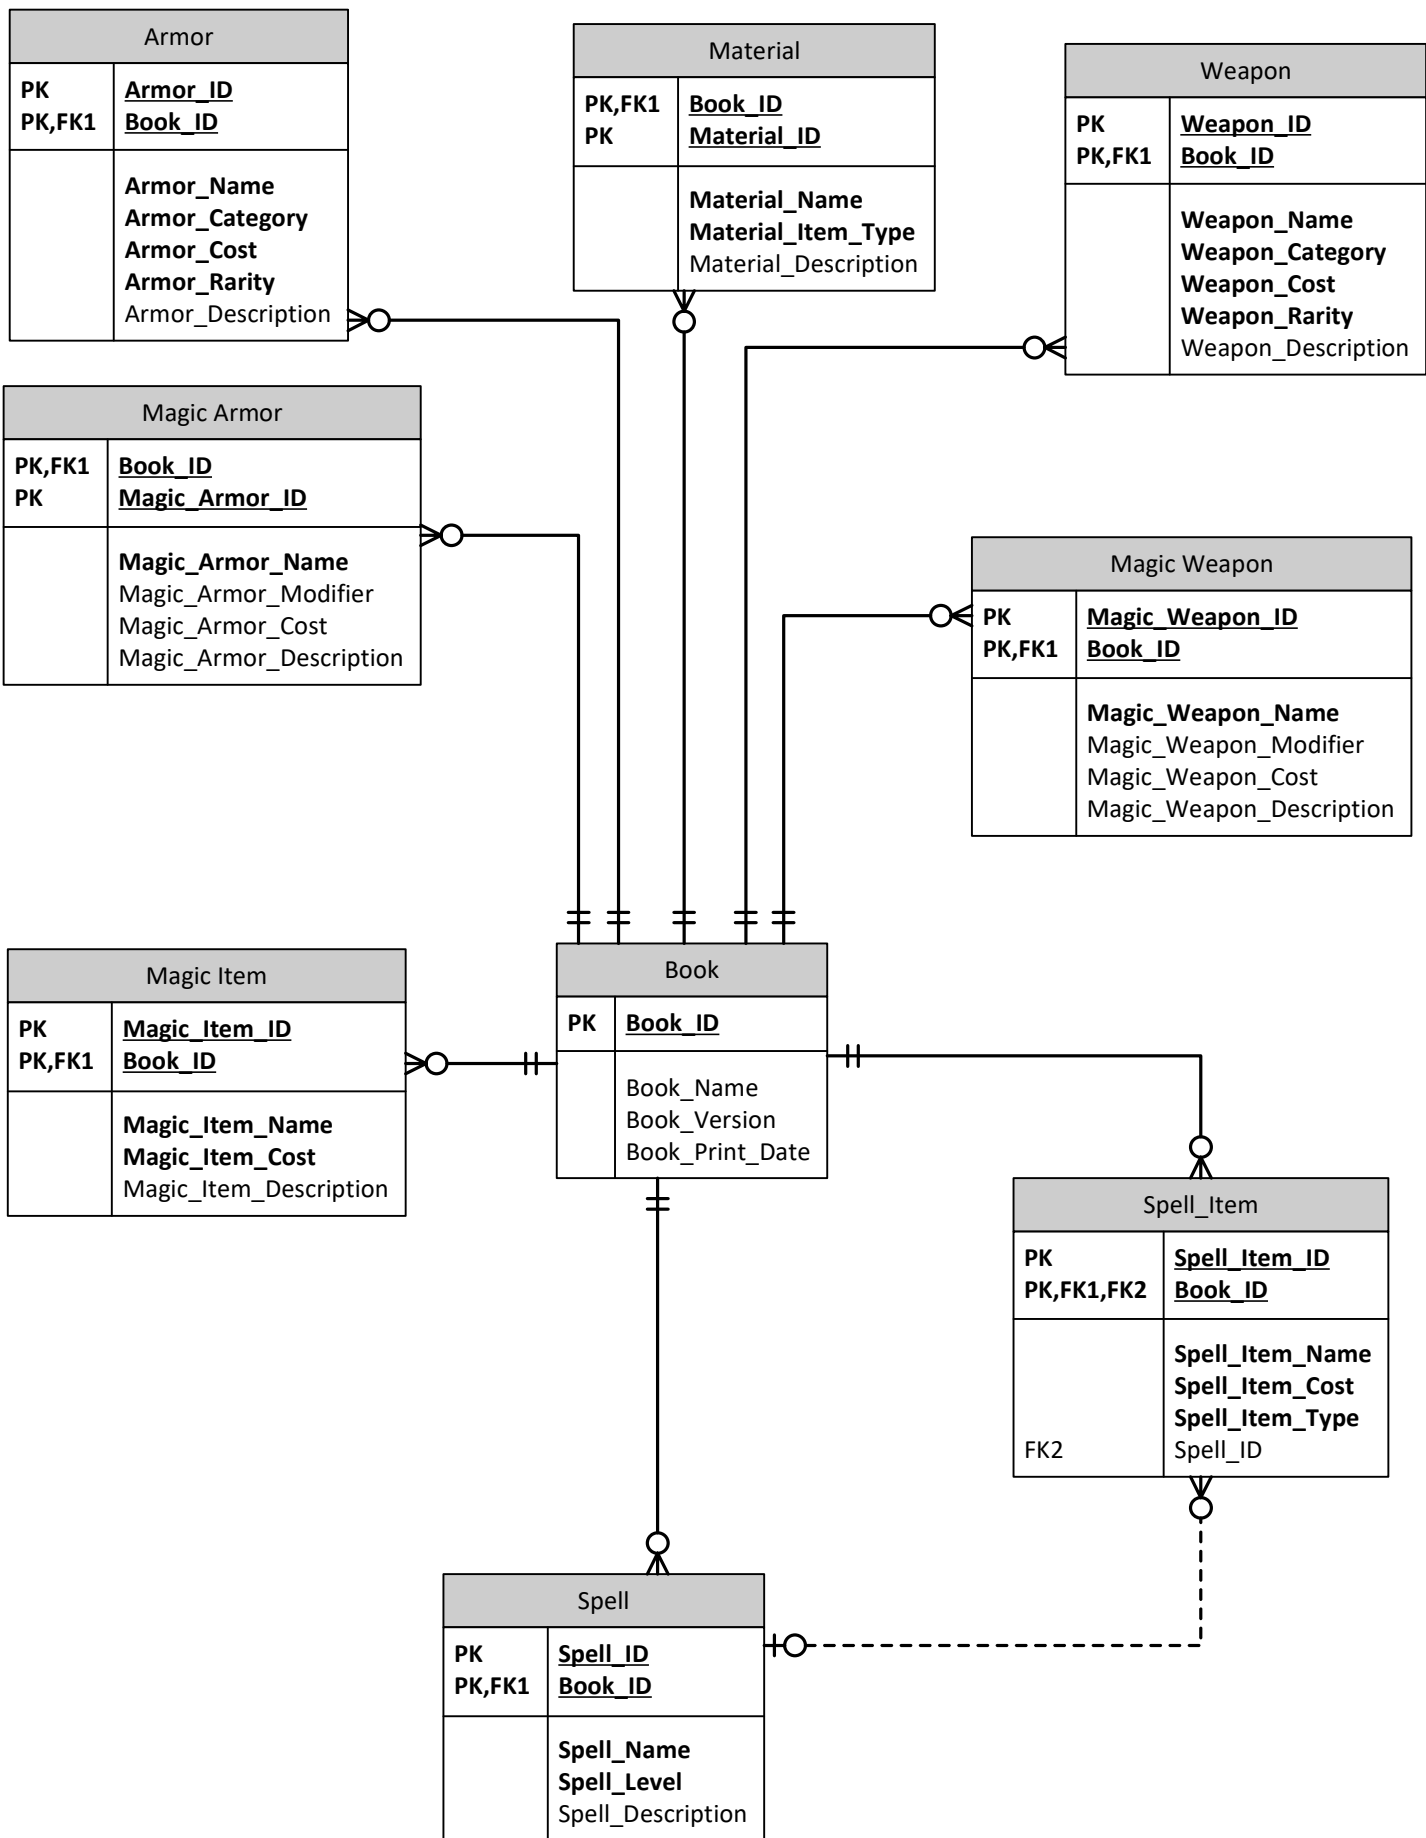 Armor
PK Armor_ID
PK,FK1 Book_ID
Armor_Name
Armor_Category
Armor_Cost
Armor_Rarity
Armor_Description
Material
PK,FK1 Book_ID
PK Material_ID
Material_Name
Material_Item_Type
Material_Description
Weapon
PK Weapon_ID
PK,FK1 Book_ID
Weapon_Name
Weapon_Category
Weapon_Cost
Weapon_Rarity
Weapon_Description
Magic Armor
PK,FK1 Book_ID
PK Magic_Armor_ID
Magic_Armor_Name
Magic_Armor_Modifier
Magic_Armor_Cost
Magic_Armor_Description
Magic Weapon
PK Magic_Weapon_ID
PK,FK1 Book_ID
Magic_Weapon_Name
Magic_Weapon_Modifier
Magic_Weapon_Cost
Magic_Weapon_Description
Magic Item
PK Magic_Item_ID
PK,FK1 Book_ID
Magic_Item_Name
Magic_Item_Cost
Magic_Item_Description
Book
PK Book_ID
Book_Name
Book_Version
Book_Print_Date
Spell_Item
PK Spell_Item_ID
PK,FK1,FK2 Book_ID
Spell_Item_Name
Spell_Item_Cost
Spell_Item_Type
FK2 Spell_ID
Spell
PK Spell_ID
PK,FK1 Book_ID
Spell_Name
Spell_Level
Spell_Description